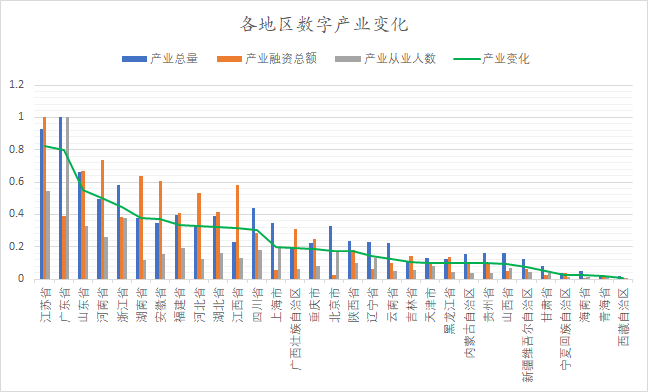 各地区数字产业变化
产业总量 产业融资总额 产业从业人数 产业变化
1.2
1
0.8
0.6
0.4
0.2
0
江苏省
广东省
山东省
河南省
浙江省
湖南省
安徽省
福建省
河北省
湖北省
江西省
四川省
上海市
广西壮族自治区
重庆市
北京市
陕西省
辽宁省
云南省
吉林省
天津市
黑龙江省
内蒙古自治区
贵州省
山西省
新疆维吾尔自治区
甘肃省
宁夏回族自治区
海南省
青海省
西藏自治区